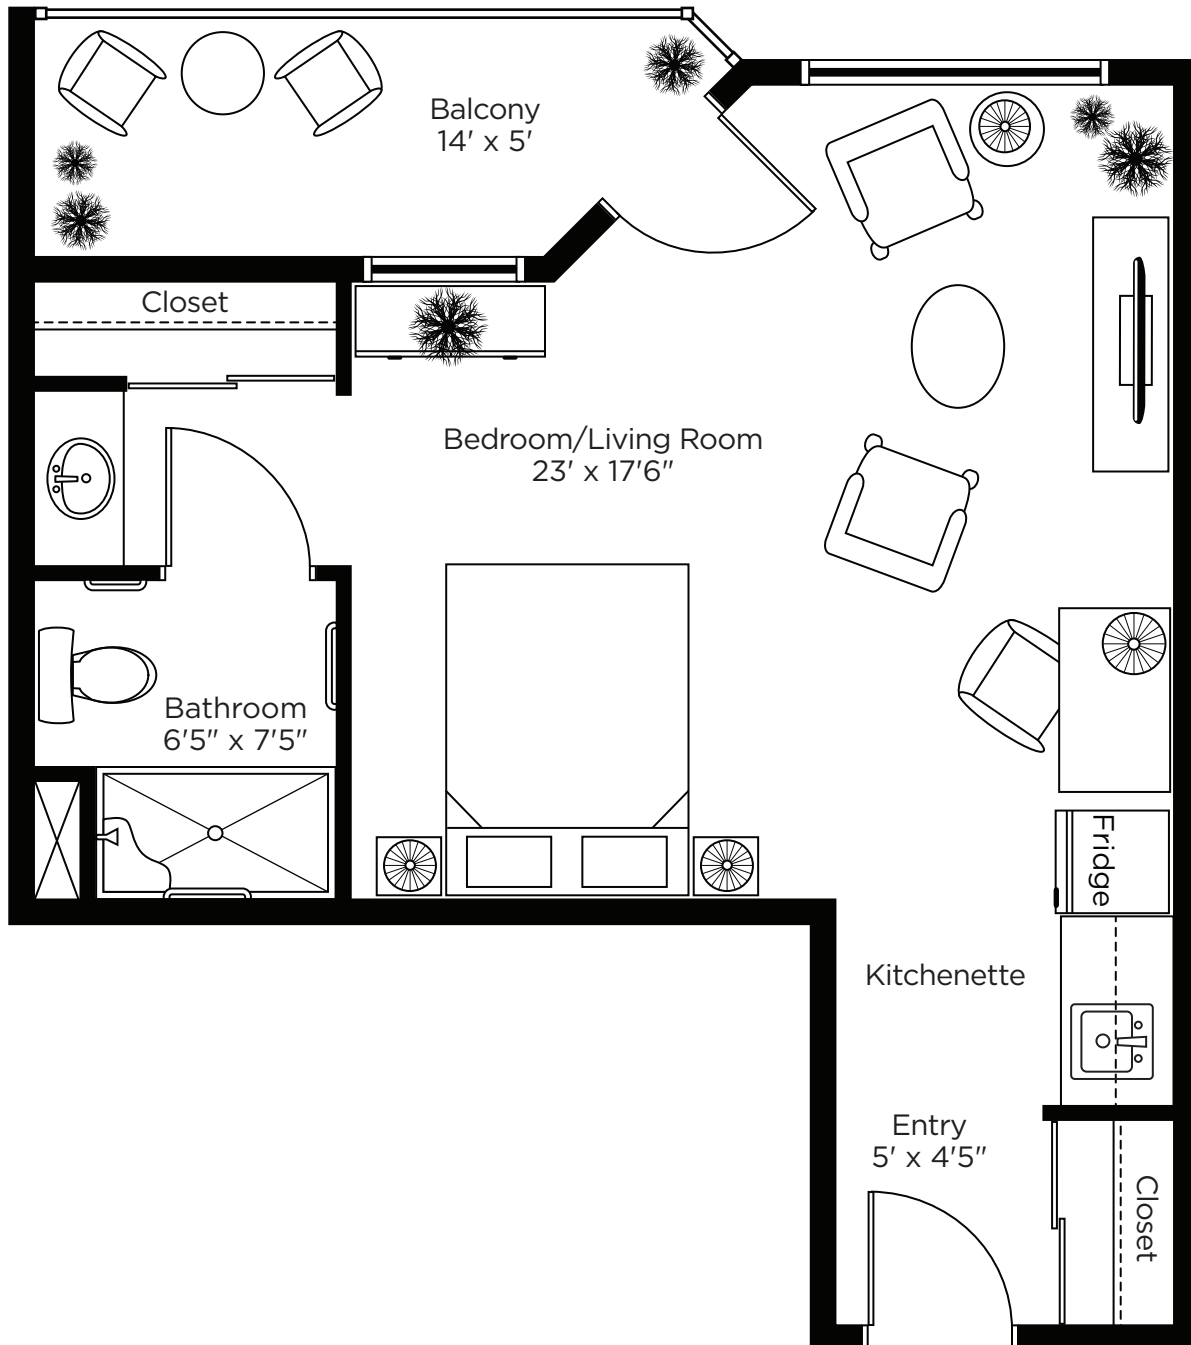 Balcony
14' x 5'
Closet
Bedroom/Living Room
23' x 17'6"
Bathroom
6'5" x 7'5"
Fridge
Kitchenette
Entry
5' x 4'5"
Closet